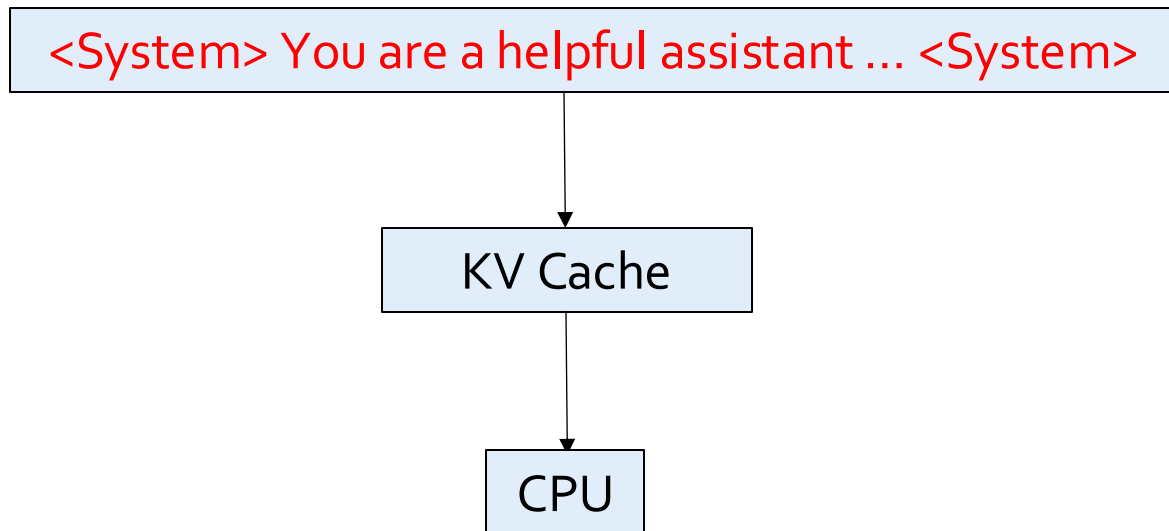 <System> You are a helpful assistant ... <System>
KV Cache
CPU